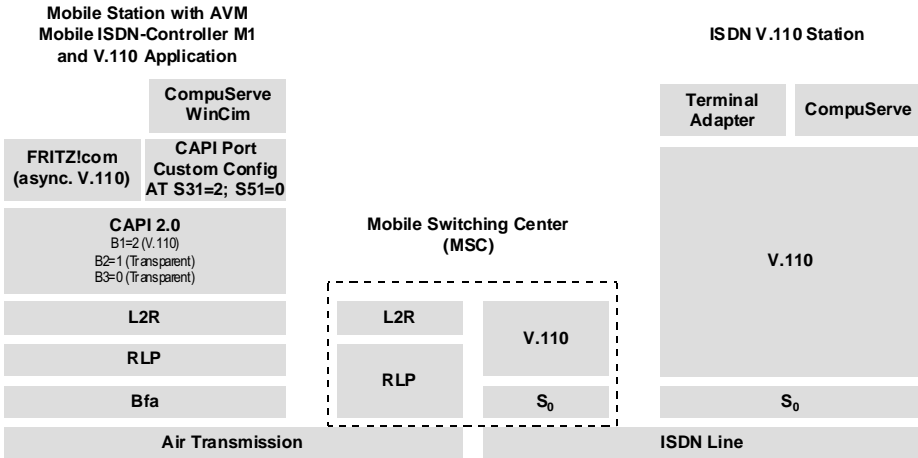 Mobile Station with AVM
Mobile ISDN-Controller M1
and V.110 Application
CompuServe
WinCim
FRITZ!com
(async. V.110)
CAPI Port
Custom Config
AT S31=2; S51=0
CAPI 2.0
B1=2 (V.110)
B2=1 (Transparent)
B3=0 (Transparent)
L2R
RLP
Bfa
Mobile Switching Center
(MSC)
L2R
RLP
V.110
S0
ISDN V.110 Station
Terminal
Adapter
CompuServe
V.110
S0
Air Transmission
ISDN Line